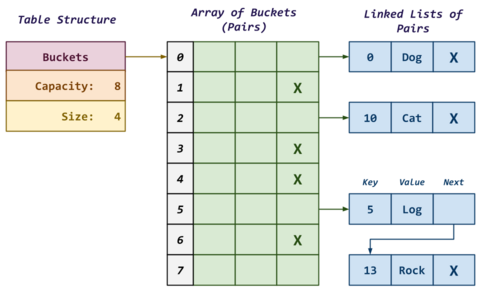 Table Structure
Array of Buckets
(Pairs)
Linked Lists of
Pairs
Buckets
Capacity: 8
Size: 4
0
1 X
2
3 X
4 X
5
6 X
7
0 Dog X
10 Cat X
Key Value Next
5 Log
13 Rock X